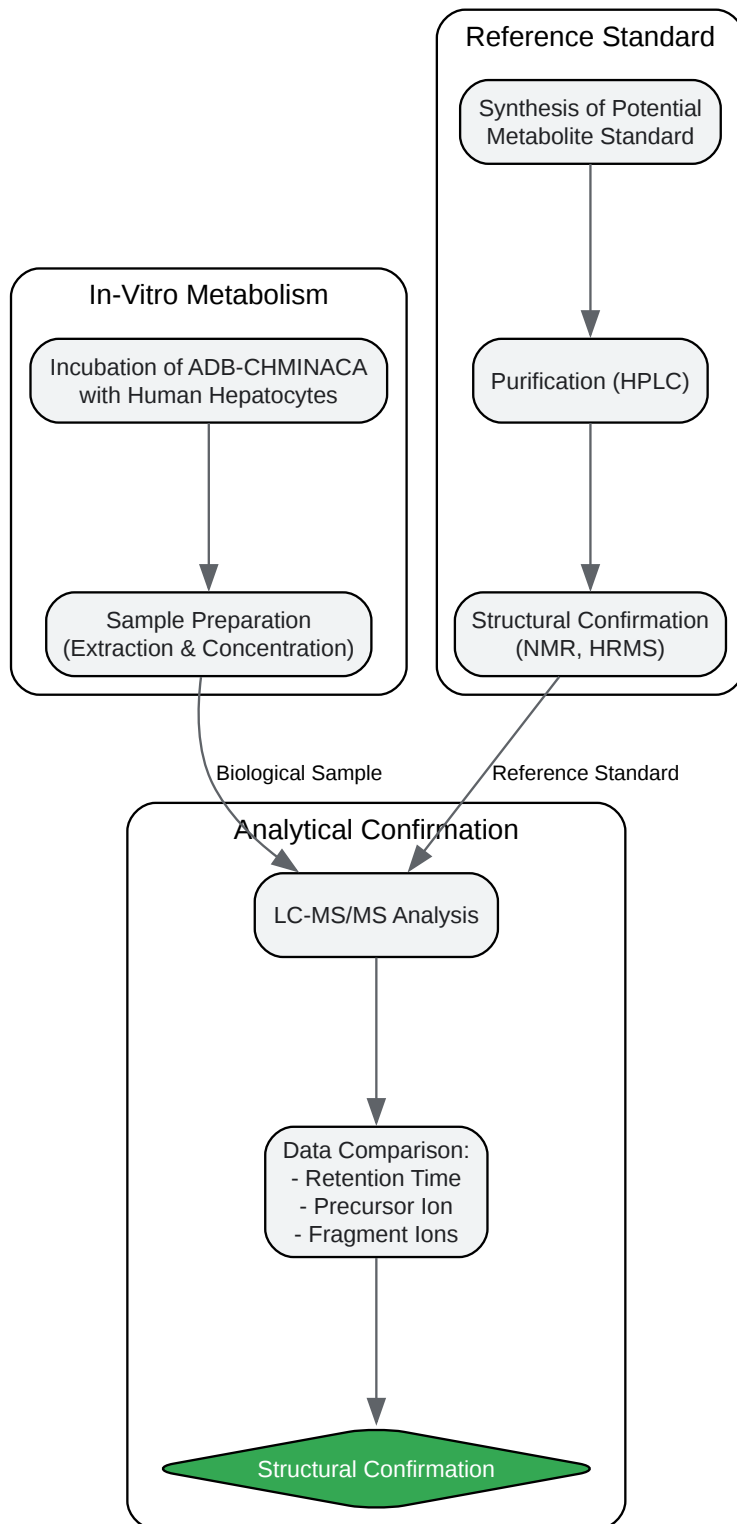 Reference Standard
Synthesis of Potential
Metabolite Standard
In-Vitro Metabolism
Incubation of ADB-CHMINACA
with Human Hepatocytes
Purification (HPLC)
Sample Preparation
(Extraction & Concentration)
Structural Confirmation
(NMR, HRMS)
Biological Sample
Reference Standard
Analytical Confirmation
LC-MS/MS Analysis
Data Comparison:
- Retention Time
- Precursor Ion
- Fragment Ions
Structural Confirmation